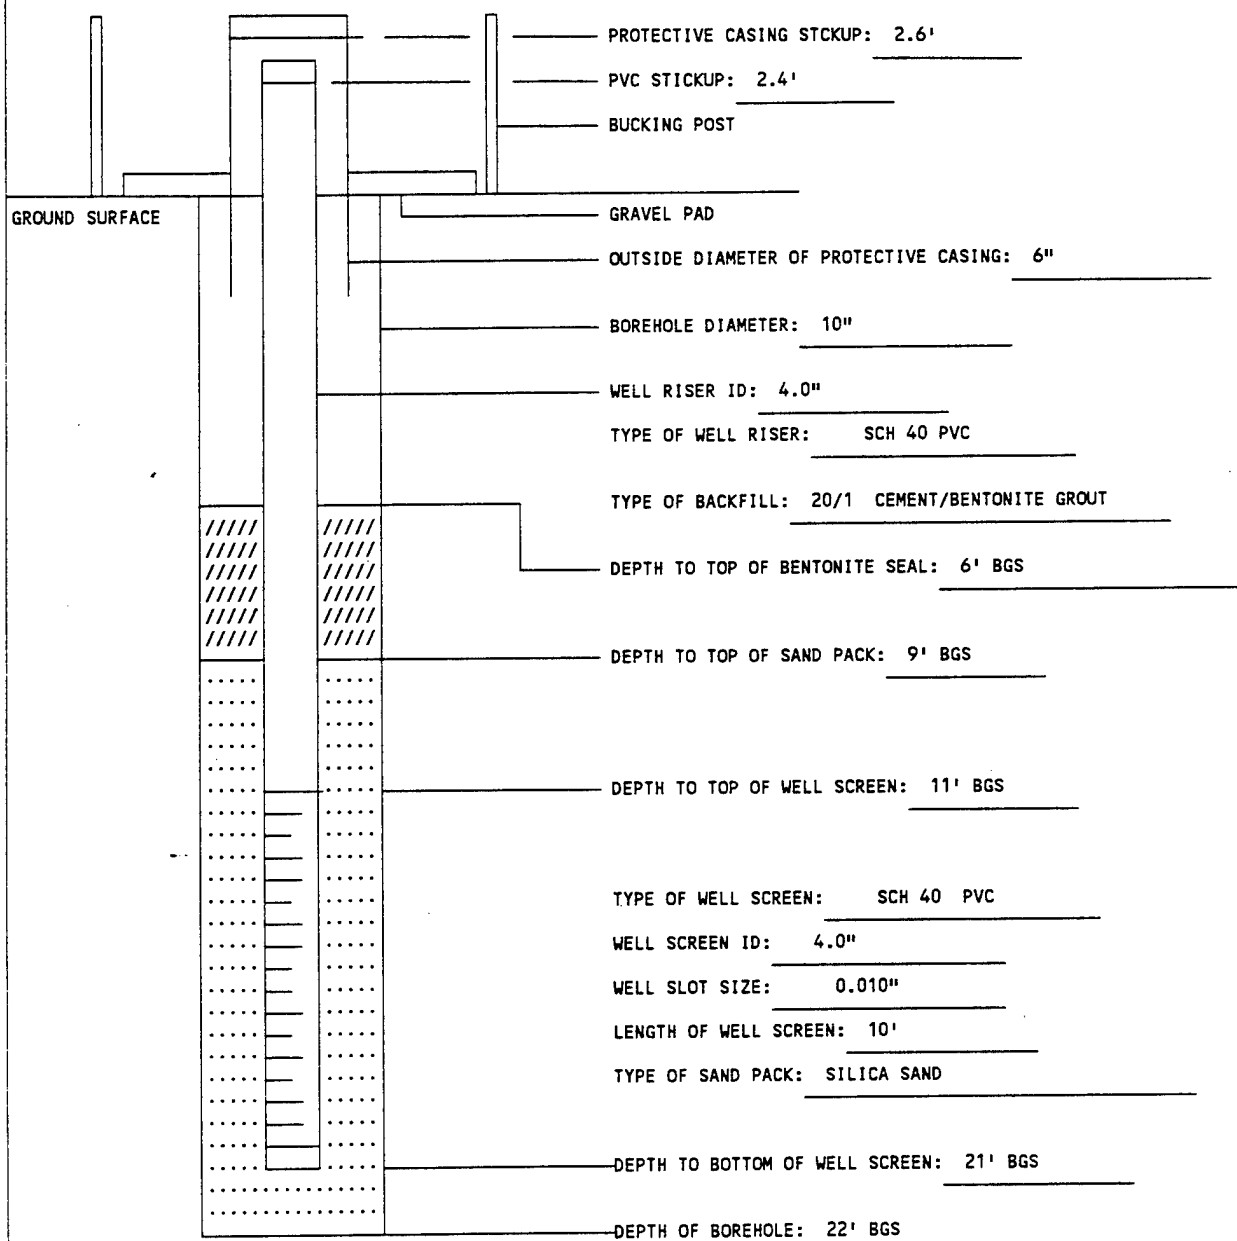 PROTECTIVE CASING STCKUP: 2.6'
PVC STICKUP: 2.4'
BUCKING POST
GROUND SURFACE
GRAVEL PAD
OUTSIDE DIAMETER OF PROTECTIVE CASING: 6"
BOREHOLE DIAMETER: 10"
WELL RISER ID: 4.0"
TYPE OF WELL RISER: SCH 40 PVC
TYPE OF BACKFILL: 20/1 CEMENT/BENTONITE GROUT
DEPTH TO TOP OF BENTONITE SEAL: 6' BGS
DEPTH TO TOP OF SAND PACK: 9' BGS
DEPTH TO TOP OF WELL SCREEN: 11' BGS
TYPE OF WELL SCREEN: SCH 40 PVC
WELL SCREEN ID: 4.0"
WELL SLOT SIZE: 0.010"
LENGTH OF WELL SCREEN: 10'
TYPE OF SAND PACK: SILICA SAND
DEPTH TO BOTTOM OF WELL SCREEN: 21' BGS
DEPTH OF BOREHOLE: 22' BGS